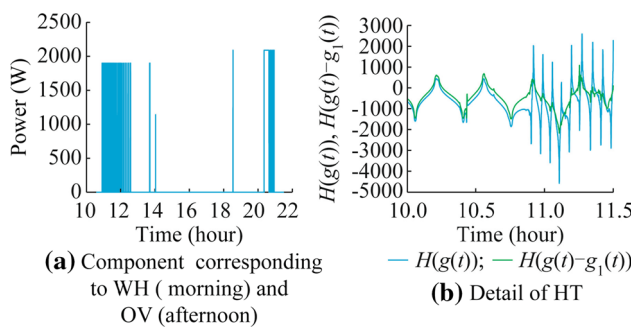 (a)
Power (W)
2500
2000
1500
1000
500
0
10 12 14 16 18 20 22
Time (hour)
(a) Component corresponding
to WH ( morning) and
OV (afternoon)
(b)
H(g(t)), H(g(t)-g1(t))
3000
2000
1000
0
-1000
-2000
-3000
-4000
-5000
10.0 10.5 11.0 11.5
Time (hour)
H(g(t)); H(g(t)-g1(t))
(b) Detail of HT